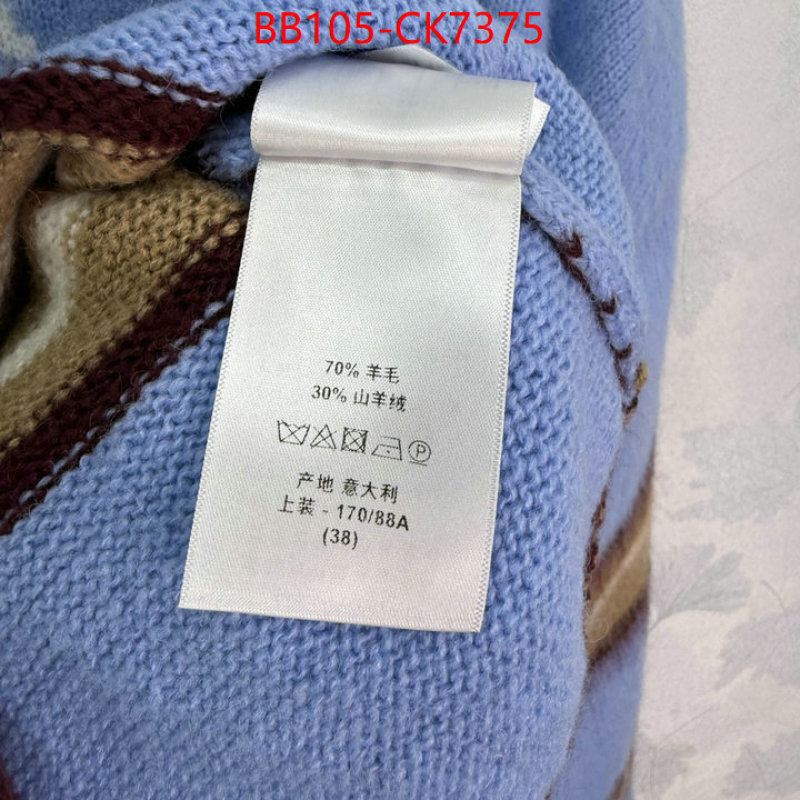 BB105-CK7375
70% 羊毛
30% 山羊绒
产地 意大利
上装 - 170/88A
(38)